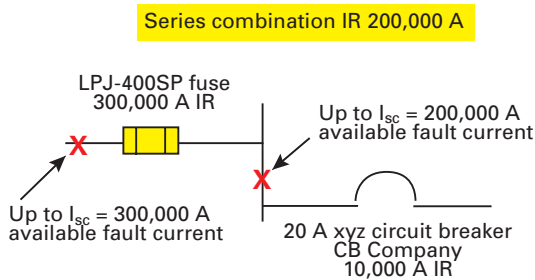 Series combination IR 200,000 A
LPJ-400SP fuse
300,000 A IR
Up to Isc = 200,000 A
available fault current
X
X
Up to Isc = 300,000 A
available fault current
20 A xyz circuit breaker
CB Company
10,000 A IR